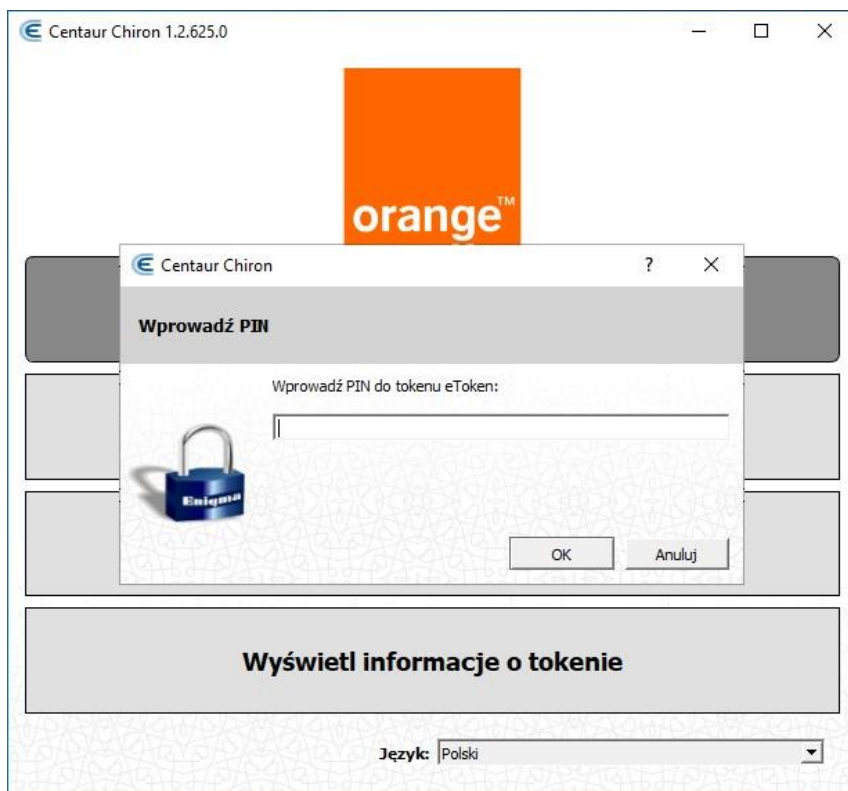 Centaur Chiron 1.2.625.0
orange™
Centaur Chiron
Wprowadź PIN
Wprowadź PIN do tokenu eToken:
Enigma
OK
Anuluj
Wyświetl informacje o tokenie
Język: Polski